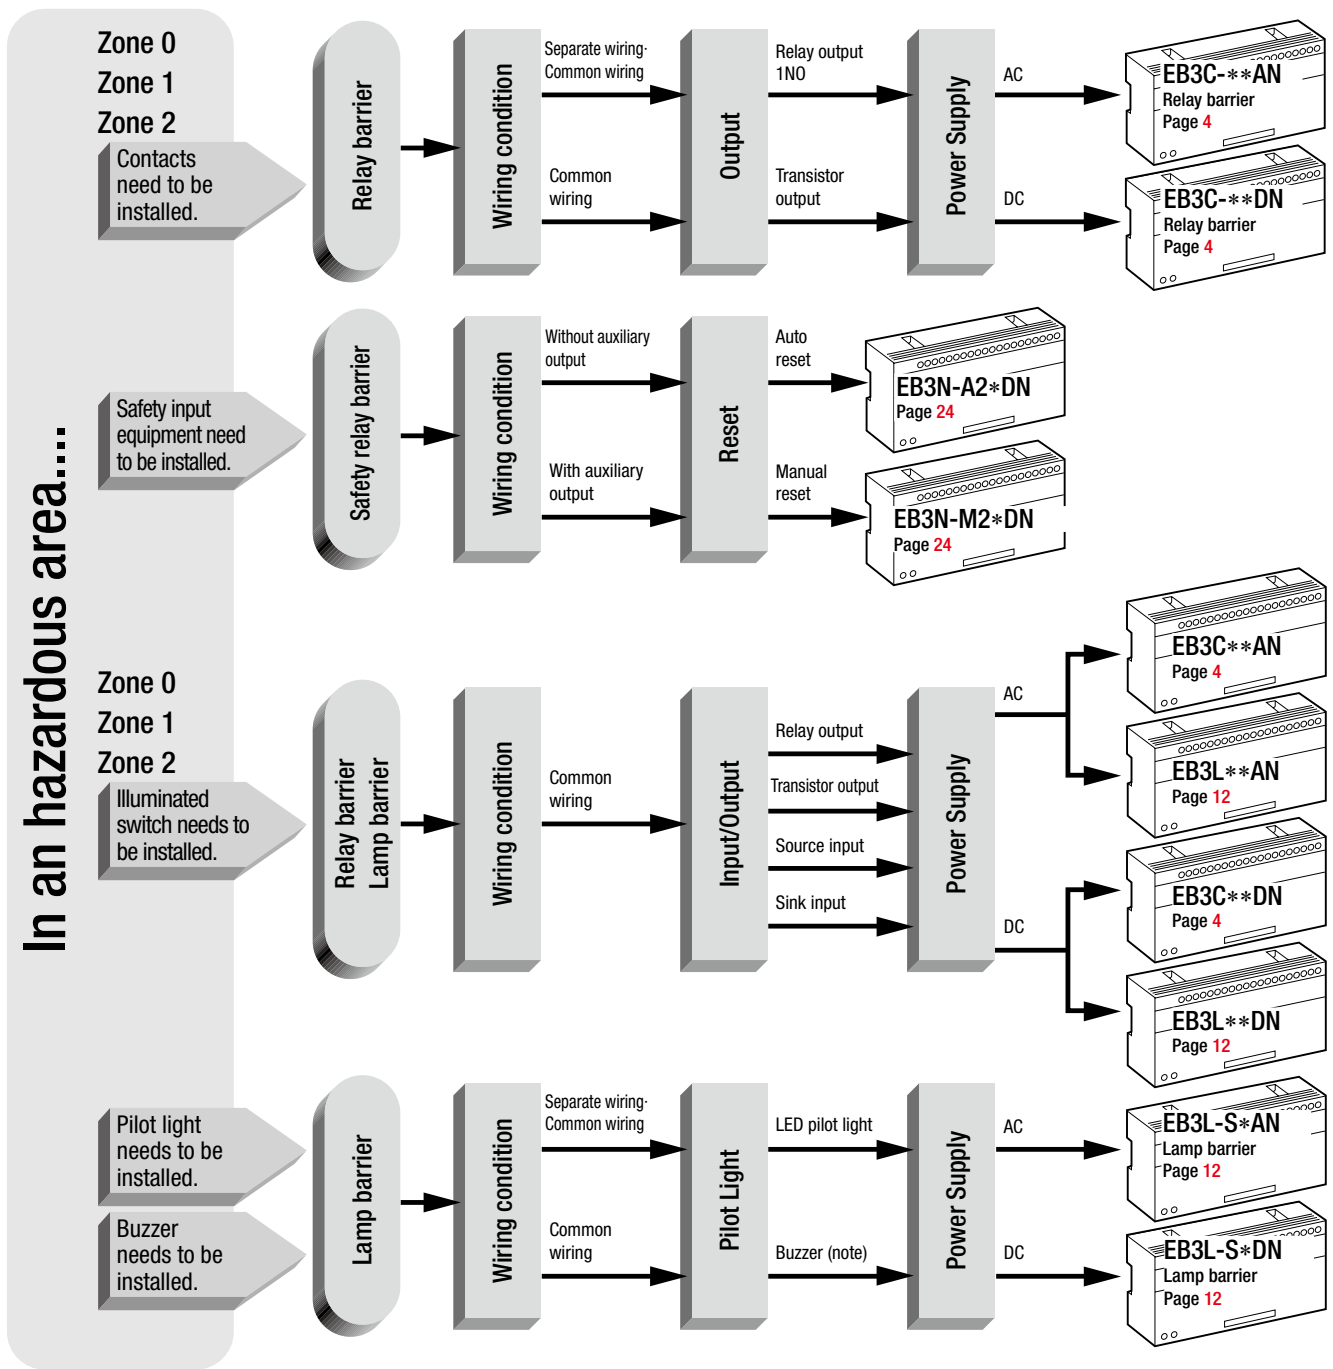 In an hazardous area....
Zone 0
Zone 1
Zone 2
Contacts
need to be
installed.
Relay barrier
Wiring condition
Separate wiring·
Common wiring
Common
wiring
Output
Relay output
1NO
Transistor
output
Power Supply
AC
DC
EB3C-**AN
Relay barrier
Page 4
EB3C-**DN
Relay barrier
Page 4
Safety input
equipment need
to be installed.
Safety relay barrier
Wiring condition
Without auxiliary
output
With auxiliary
output
Reset
Auto
reset
Manual
reset
EB3N-A2*DN
Page 24
EB3N-M2*DN
Page 24
Zone 0
Zone 1
Zone 2
Illuminated
switch needs to
be installed.
Relay barrier
Lamp barrier
Wiring condition
Common
wiring
Input/Output
Relay output
Transistor output
Source input
Sink input
Power Supply
AC
DC
EB3C**AN
Page 4
EB3L**AN
Page 12
EB3C**DN
Page 4
EB3L**DN
Page 12
Pilot light
needs to be
installed.
Buzzer
needs to be
installed.
Lamp barrier
Wiring condition
Separate wiring·
Common wiring
Common
wiring
Pilot Light
LED pilot light
Buzzer (note)
Power Supply
AC
DC
EB3L-S*AN
Lamp barrier
Page 12
EB3L-S*DN
Lamp barrier
Page 12